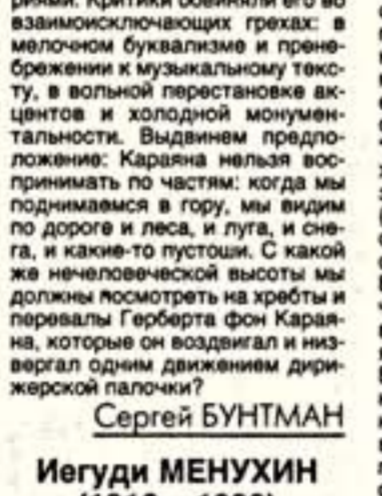 риями. Критики обвиняли его во
взаимоисключающих грехах: в
мелочном буквализме и прене-
брежении к музыкальному текс-
ту, в вольной перестановке ак-
центов и холодной монумен-
тальности. Выдвинем предпо-
ложение: Караяна нельзя вос-
принимать по частям: когда мы
поднимаемся в гору, мы видим
по дороге и леса, и луга, и сне-
га, и какие-то пустоши. С какой
же нечеловеческой высоты мы
должны посмотреть на хребты и
перевалы Герберта фон Карая-
на, которые он воздвигал и низ-
вергал одним движением дири-
жерской палочки?
Сергей БУНТМАН
Иегуди МЕНУХИН